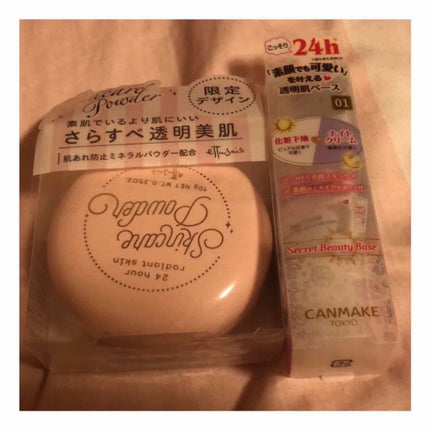 Skincare
Powder
限定
デザイン
素肌でいるより肌にいい
さらすべ透明美肌
肌あれ防止ミネラルパウダー配合
ettusais
ettusais
10g NET WT. 0.35OZ.
Skincare
Powder
24 hour
radiant skin
こっそり
24h
「素顔でも可愛い」
を叶える
透明肌ベース
01
化粧下地
ナイト
クリーム
Secret Beauty Base
CANMAKE
TOKYO